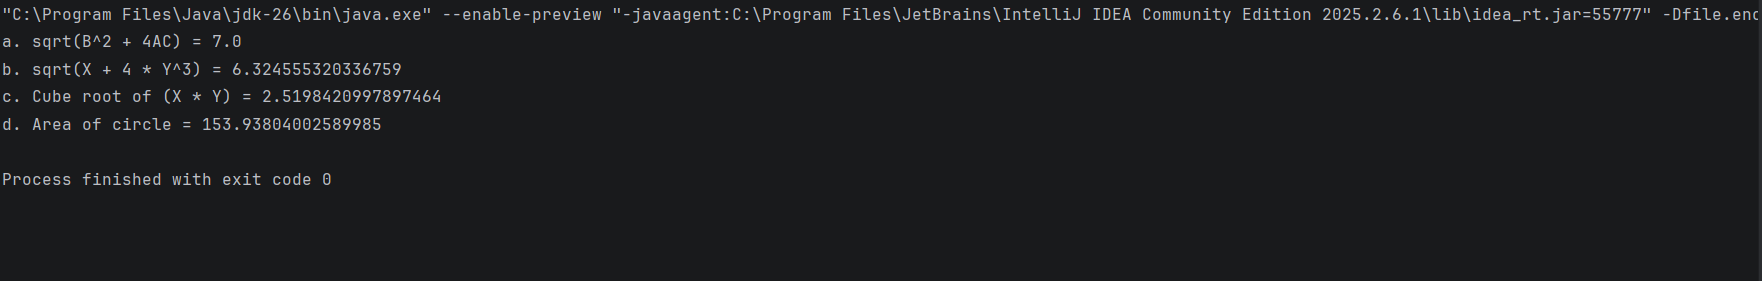 "C:\Program Files\Java\jdk-26\bin\java.exe" --enable-preview "-javaagent:C:\Program Files\JetBrains\IntelliJ IDEA Community Edition 2025.2.6.1\lib\idea_rt.jar=55777" -Dfile.enc
a. sqrt(B^2 + 4AC) = 7.0
b. sqrt(X + 4 * Y^3) = 6.324555320336759
c. Cube root of (X * Y) = 2.5198420997897464
d. Area of circle = 153.93804002589985
Process finished with exit code 0